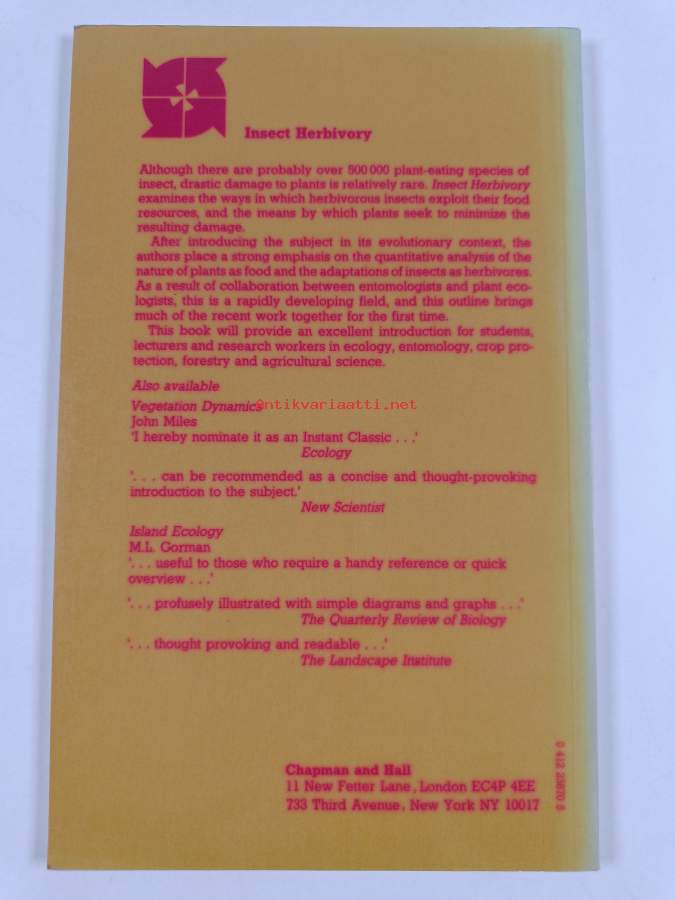 Insect Herbivory
Although there are probably over 500 000 plant-eating species of
insect, drastic damage to plants is relatively rare. Insect Herbivory
examines the ways in which herbivorous insects exploit their food
resources, and the means by which plants seek to minimize the
resulting damage.
After introducing the subject in its evolutionary context, the
authors place a strong emphasis on the quantitative analysis of the
nature of plants as food and the adaptations of insects as herbivores.
As a result of collaboration between entomologists and plant eco-
logists, this is a rapidly developing field, and this outline brings
much of the recent work together for the first time.
This book will provide an excellent introduction for students,
lecturers and research workers in ecology, entomology, crop pro-
tection, forestry and agricultural science.
Also available
Vegetation Dynamics
Antikvariaatti.net
John Miles
'I hereby nominate it as an Instant Classic . . .'
Ecology
'. . . can be recommended as a concise and thought-provoking
introduction to the subject.'
New Scientist
Island Ecology
M.L. Gorman
'. . . useful to those who require a handy reference or quick
overview . . .'
'. . . profusely illustrated with simple diagrams and graphs . . .'
The Quarterly Review of Biology
'. . . thought provoking and readable . . .'
The Landscape Institute
Chapman and Hall
11 New Fetter Lane, London EC4P 4EE
733 Third Avenue, New York NY 10017